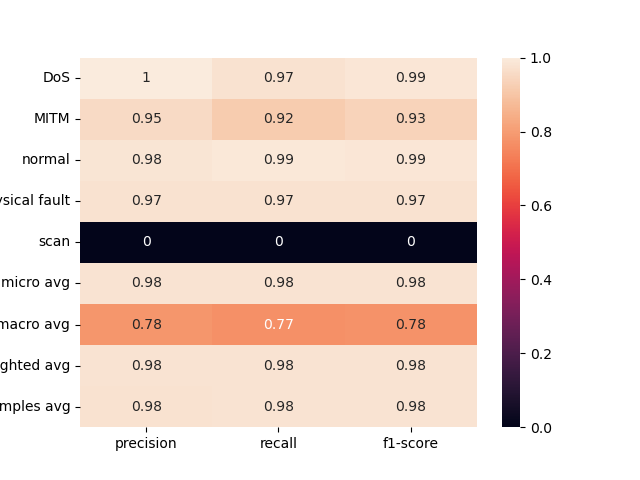 DoS 1 0.97 0.99
MITM 0.95 0.92 0.93
normal 0.98 0.99 0.99
ysical fault 0.97 0.97 0.97
scan 0 0 0
micro avg 0.98 0.98 0.98
macro avg 0.78 0.77 0.78
ghted avg 0.98 0.98 0.98
mples avg 0.98 0.98 0.98
precision recall f1-score
1.0
0.8
0.6
0.4
0.2
0.0